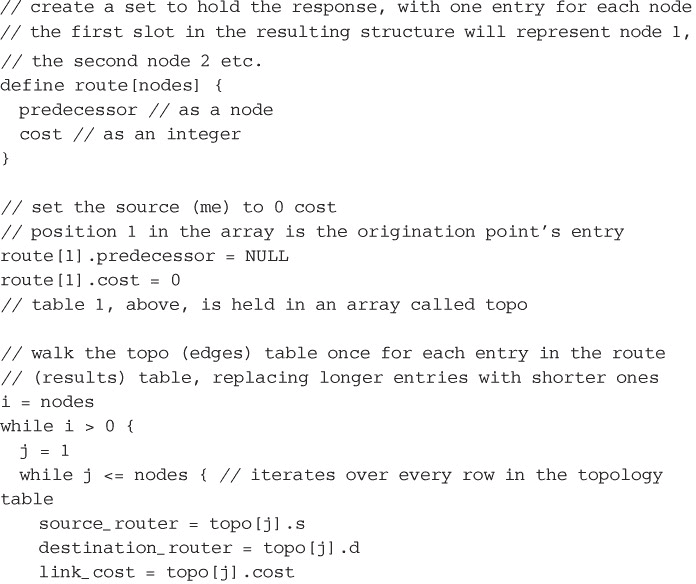 // create a set to hold the response, with one entry for each node
// the first slot in the resulting structure will represent node 1,
// the second node 2 etc.
define route[nodes] {
  predecessor // as a node
  cost // as an integer
}

// set the source (me) to 0 cost
// position 1 in the array is the origination point’s entry
route[1].predecessor = NULL
route[1].cost = 0
// table 1, above, is held in an array called topo

// walk the topo (edges) table once for each entry in the route
// (results) table, replacing longer entries with shorter ones
i = nodes
while i > 0 {
  j = 1
  while j <= nodes { // iterates over every row in the topology
table
    source_router = topo[j].s
    destination_router = topo[j].d
    link_cost = topo[j].cost